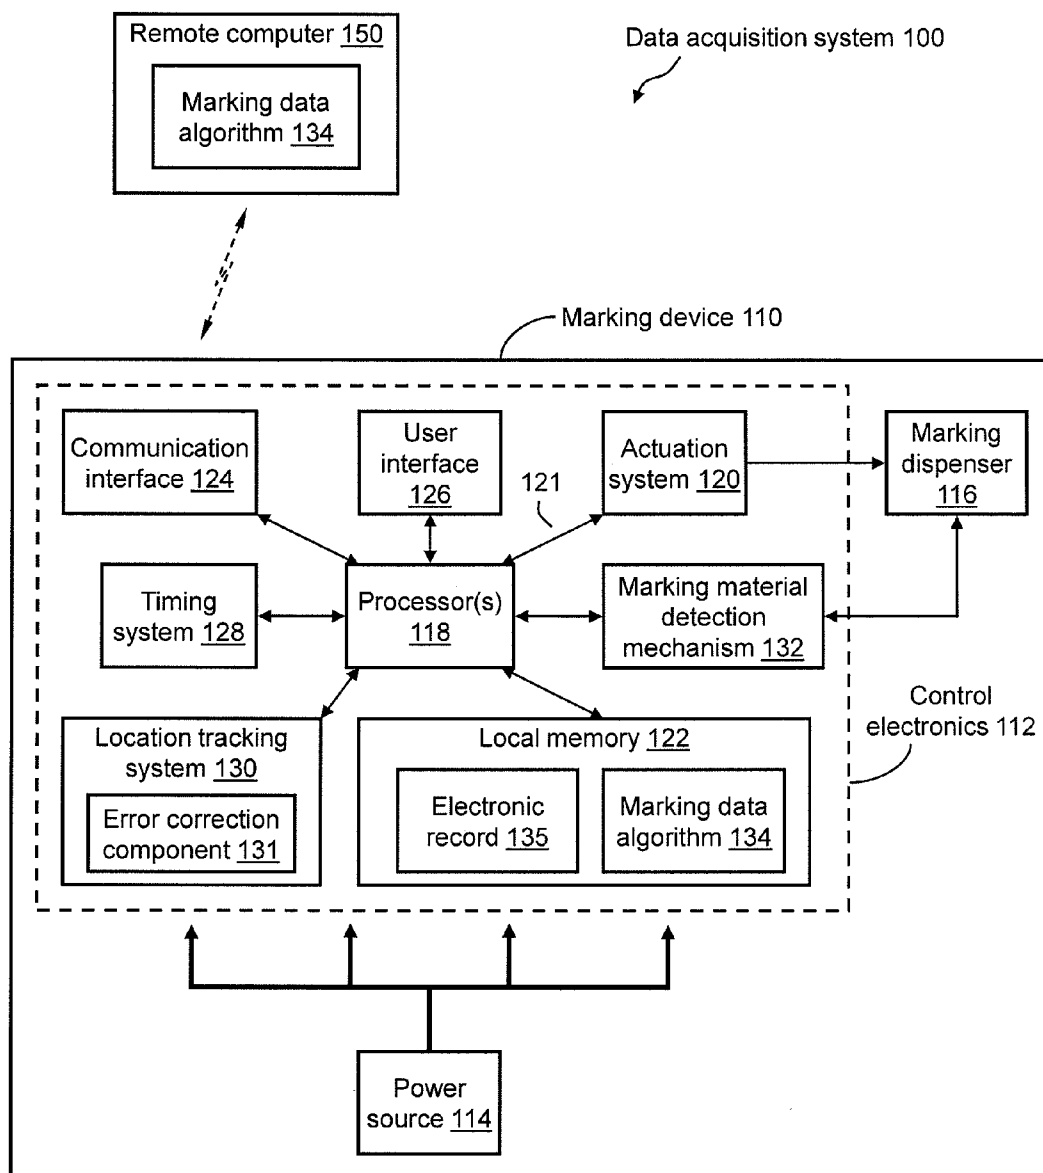 Remote computer 150
Marking data
algorithm 134
Data acquisition system 100
Marking device 110
Communication
interface 124
User
interface
126
Actuation
system 120
Marking
dispenser
116
121
Timing
system 128
Processor(s)
118
Marking material
detection
mechanism 132
Control
electronics 112
Location tracking
system 130
Error correction
component 131
Local memory 122
Electronic
record 135
Marking data
algorithm 134
Power
source 114